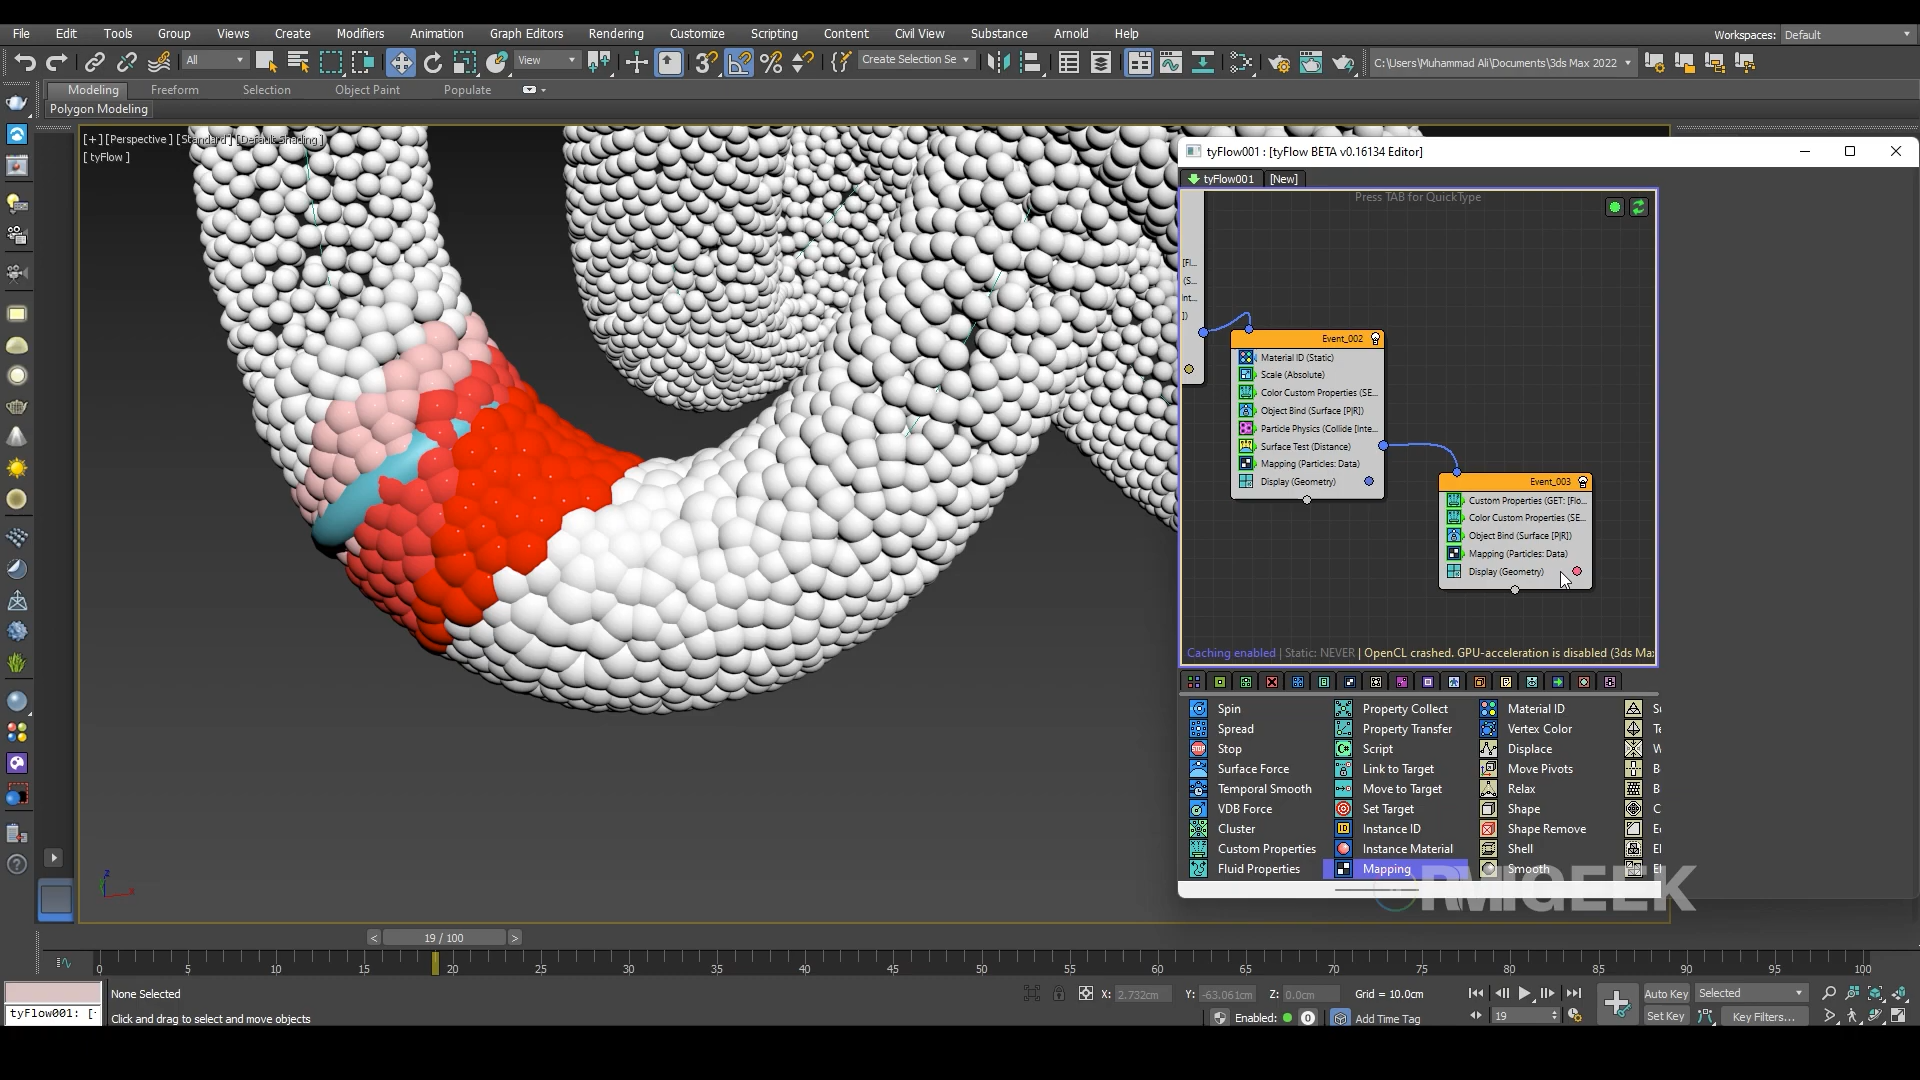 File Edit Tools Group Views Create Modifiers Animation Graph Editors Rendering Customize Scripting Content Civil View Substance Arnold Help
Workspaces: Default
All
View
Create Selection Se
C:\Users\Muhammad Ali\Documents\3ds Max 2022
Modeling Freeform Selection Object Paint Populate
Polygon Modeling
[+] [Perspective ] [Standard ] [Default Shading ]
[ tyFlow ]
tyFlow001 : [tyFlow BETA v0.16134 Editor]
tyFlow001 [New]
Press TAB for QuickType
[Fl...
(S...
Int...
])
Event_002
Material ID (Static)
Scale (Absolute)
Color Custom Properties (SE...
Object Bind (Surface [P|R])
Particle Physics (Collide [Inte...
Surface Test (Distance)
Mapping (Particles: Data)
Display (Geometry)
Event_003
Custom Properties (GET: [Flo...
Color Custom Properties (SE...
Object Bind (Surface [P|R])
Mapping (Particles: Data)
Display (Geometry)
Caching enabled | Static: NEVER | OpenCL crashed. GPU-acceleration is disabled (3ds Max
Spin Property Collect Material ID
Spread Property Transfer Vertex Color
Stop Script Displace
Surface Force Link to Target Move Pivots
Temporal Smooth Move to Target Relax
VDB Force Set Target Shape
Cluster Instance ID Shape Remove
Custom Properties Instance Material Shell
Fluid Properties Mapping Smooth
19 / 100
0 5 10 15 20 25 30 35 40 45 50 55 60 65 70 75 80 85 90 95 100
None Selected
X: 2.732cm Y: -63.061cm Z: 0.0cm Grid = 10.0cm
Auto Key Selected
tyFlow001: [
Click and drag to select and move objects
Enabled: 0 Add Time Tag
19
Set Key Key Filters...